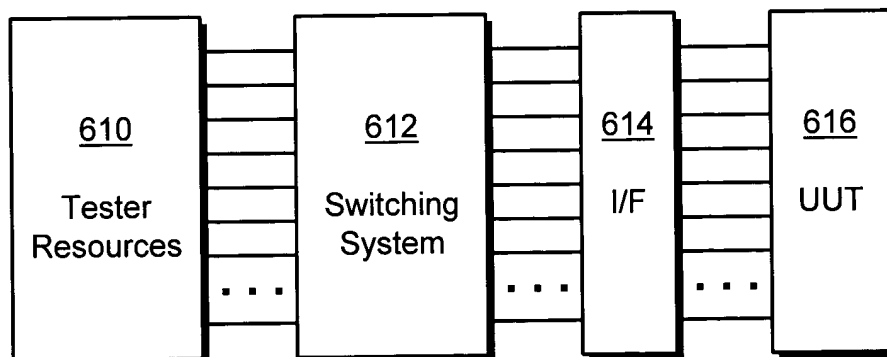 610
Tester
Resources
612
Switching
System
614
I/F
616
UUT
. . .
. . .
. . .